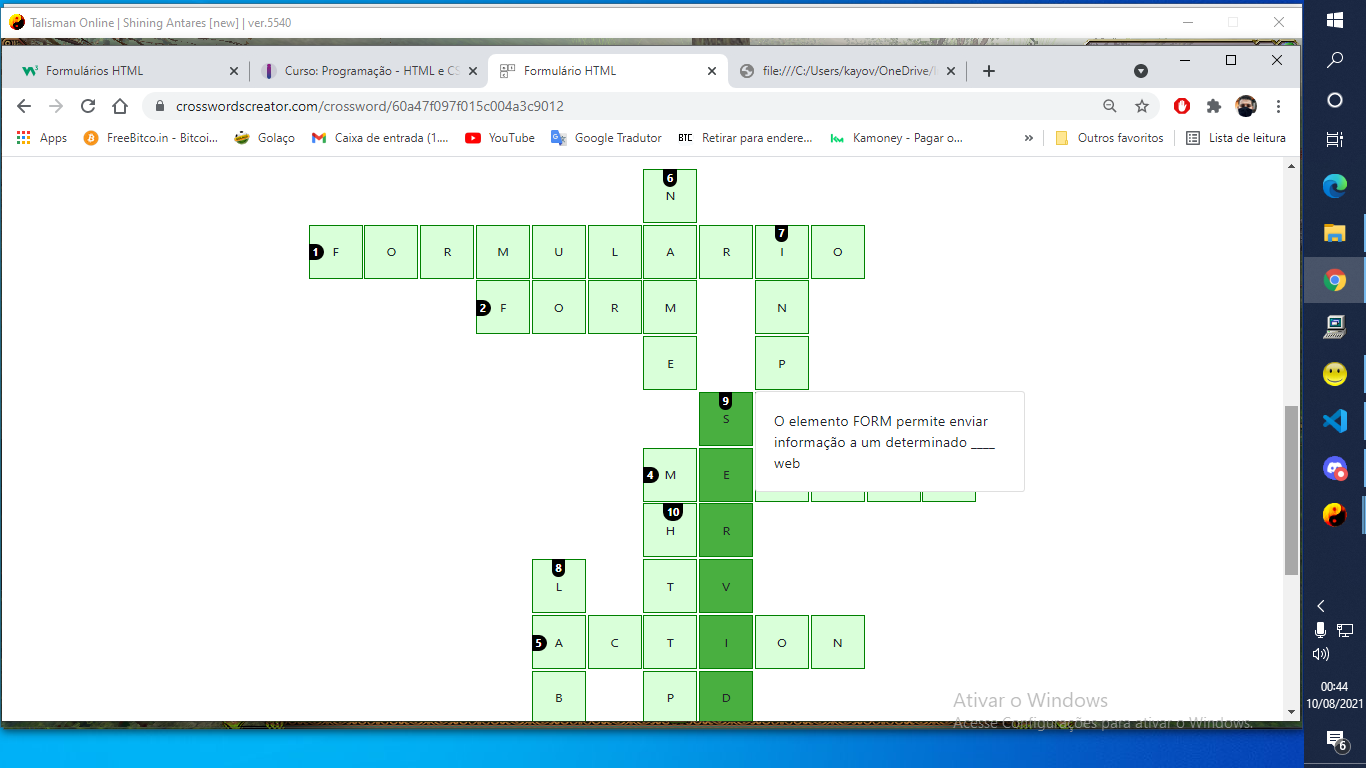 Talisman Online | Shining Antares [new] | ver.5540
Formulários HTML
Curso: Programação - HTML e CS
Formulário HTML
file:///C:/Users/kayov/OneDrive/
crosswordscreator.com/crossword/60a47f097f015c004a3c9012
Apps
FreeBitco.in - Bitcoi...
Golaço
Caixa de entrada (1....
YouTube
Google Tradutor
BTC Retirar para endere...
Kamoney - Pagar o...
»
Outros favoritos
Lista de leitura
6
N
1 F O R M U L A R 7 I O
2 F O R M N
E P
9
S
O elemento FORM permite enviar
informação a um determinado ____
web
4 M E
10
H R
8
L T V
5 A C T I O N
B P D
Ativar o Windows
Acesse Configurações para ativar o Windows.
00:44
10/08/2021
6